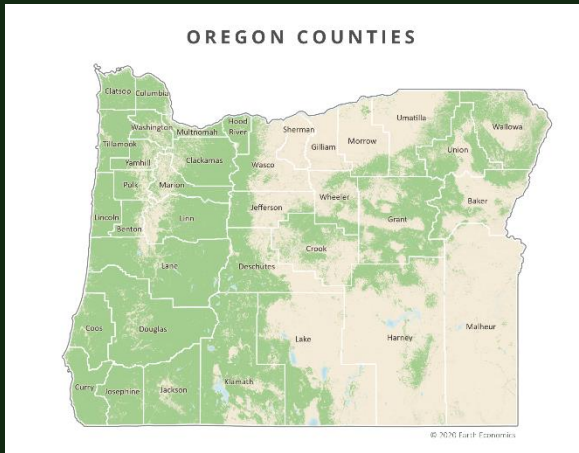 OREGON COUNTIES
Clatsop
Columbia
Washington
Tillamook
Multnomah
Hood
River
Yamhill
Clackamas
Polk
Marion
Lincoln
Benton
Linn
Lane
Wasco
Sherman
Gilliam
Morrow
Umatilla
Union
Wallowa
Jefferson
Wheeler
Grant
Baker
Crook
Deschutes
Coos
Douglas
Curry
Josephine
Jackson
Klamath
Lake
Harney
Malheur
© 2020 Earth Economics